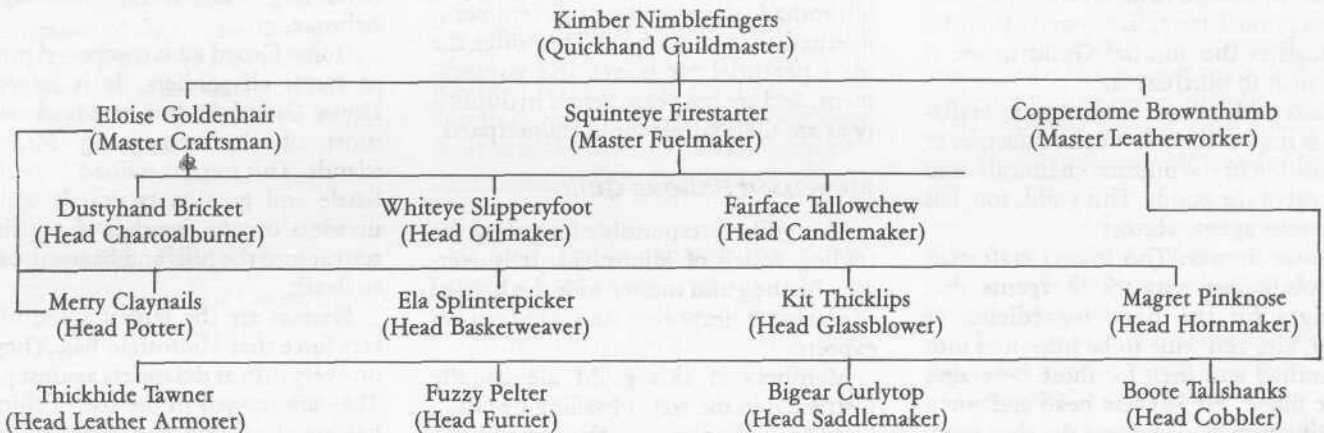 Kimber Nimblefingers
(Quickhand Guildmaster)
Eloise Goldenhair
(Master Craftsman)
Squinteye Firestarter
(Master Fuelmaker)
Copperdome Brownthumb
(Master Leatherworker)
Dustyhand Bricket
(Head Charcoalburner)
Whiteye Slipperyfoot
(Head Oilmaker)
Fairface Tallowchew
(Head Candlemaker)
Merry Claynails
(Head Potter)
Ela Splinterpicker
(Head Basketweaver)
Kit Thicklips
(Head Glassblower)
Magret Pinknose
(Head Hornmaker)
Thickhide Tawner
(Head Leather Armorer)
Fuzzy Pelter
(Head Furrier)
Bigear Curlytop
(Head Saddlemaker)
Boote Tallshanks
(Head Cobbler)